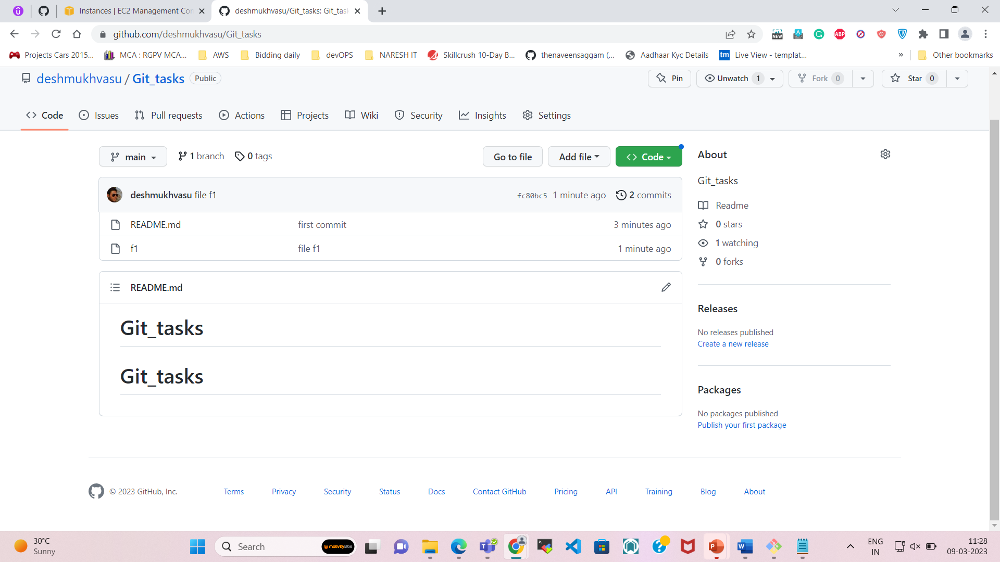 Instances | EC2 Management Con
deshmukhvasu/Git_tasks: Git_task
github.com/deshmukhvasu/Git_tasks
NEW
ABP
Projects Cars 2015...
MCA : RGPV MCA...
AWS
Bidding daily
devOPS
NARESH IT
Skillcrush 10-Day B...
thenaveensaggam (...
Aadhaar Kyc Details
tm Live View - templat...
» Other bookmarks
deshmukhvasu / Git_tasks Public
Pin Unwatch 1 Fork 0 Star 0
Code Issues Pull requests Actions Projects Wiki Security Insights Settings
main 1 branch 0 tags Go to file Add file Code
deshmukhvasu file f1 fc80bc5 1 minute ago 2 commits
README.md first commit 3 minutes ago
f1 file f1 1 minute ago
README.md
Git_tasks
Git_tasks
About
Git_tasks
Readme
0 stars
1 watching
0 forks
Releases
No releases published
Create a new release
Packages
No packages published
Publish your first package
© 2023 GitHub, Inc. Terms Privacy Security Status Docs Contact GitHub Pricing API Training Blog About
30°C
Sunny
Search
motivitylabs
ENG
IN
11:28
09-03-2023